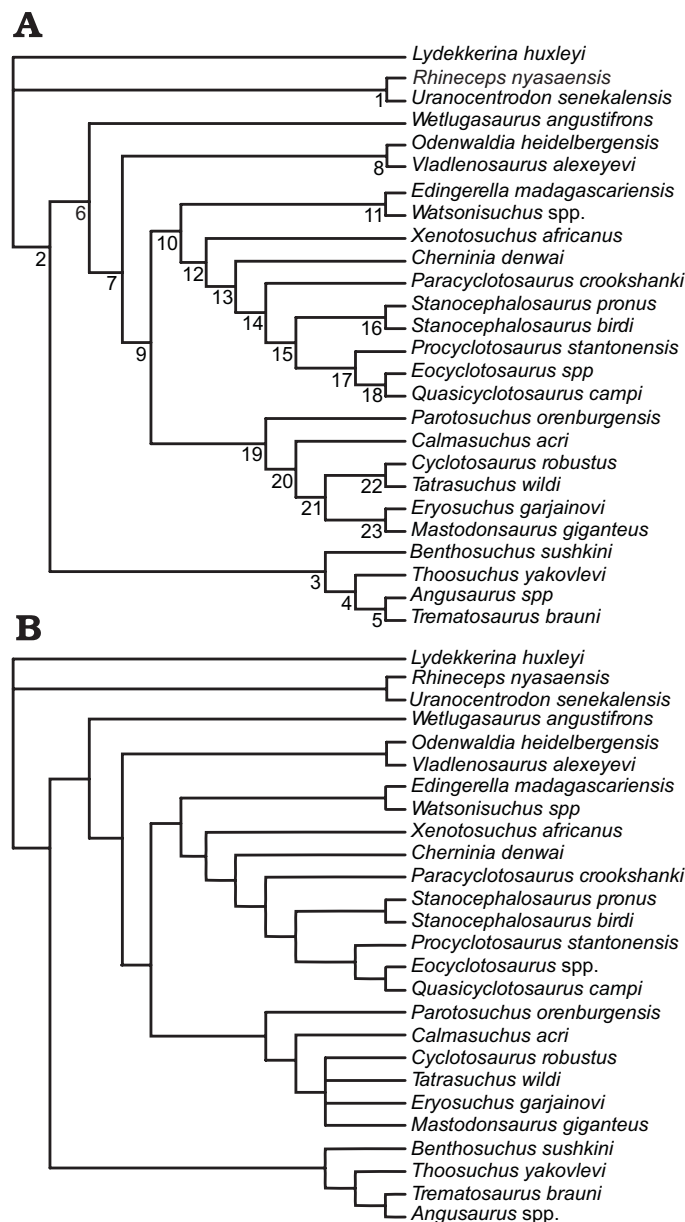 A
Lydekkerina huxleyi
Rhineceps nyasaensis
1
Uranocentrodon senekalensis
Wetlugasaurus angustifrons
Odenwaldia heidelbergensis
8
Vladlenosaurus alexeyevi
Edingerella madagascariensis
6
11
Watsonisuchus spp.
10
Xenotosuchus africanus
2
Cherninia denwai
12
7
13
Paracyclotosaurus crookshanki
Stanocephalosaurus pronus
14
16
Stanocephalosaurus birdi
9
15
Procyclotosaurus stantonensis
Eocyclotosaurus spp
17
18
Quasicyclotosaurus campi
Parotosuchus orenburgensis
19
Calmasuchus acri
Cyclotosaurus robustus
20
22
Tatrasuchus wildi
21
Eryosuchus garjainovi
23
Mastodonsaurus giganteus
Benthosuchus sushkini
3
Thoosuchus yakovlevi
4
Angusaurus spp
5
Trematosaurus brauni
B
Lydekkerina huxleyi
Rhineceps nyasaensis
Uranocentrodon senekalensis
Wetlugasaurus angustifrons
Odenwaldia heidelbergensis
Vladlenosaurus alexeyevi
Edingerella madagascariensis
Watsonisuchus spp
Xenotosuchus africanus
Cherninia denwai
Paracyclotosaurus crookshanki
Stanocephalosaurus pronus
Stanocephalosaurus birdi
Procyclotosaurus stantonensis
Eocyclotosaurus spp.
Quasicyclotosaurus campi
Parotosuchus orenburgensis
Calmasuchus acri
Cyclotosaurus robustus
Tatrasuchus wildi
Eryosuchus garjainovi
Mastodonsaurus giganteus
Benthosuchus sushkini
Thoosuchus yakovlevi
Trematosaurus brauni
Angusaurus spp.